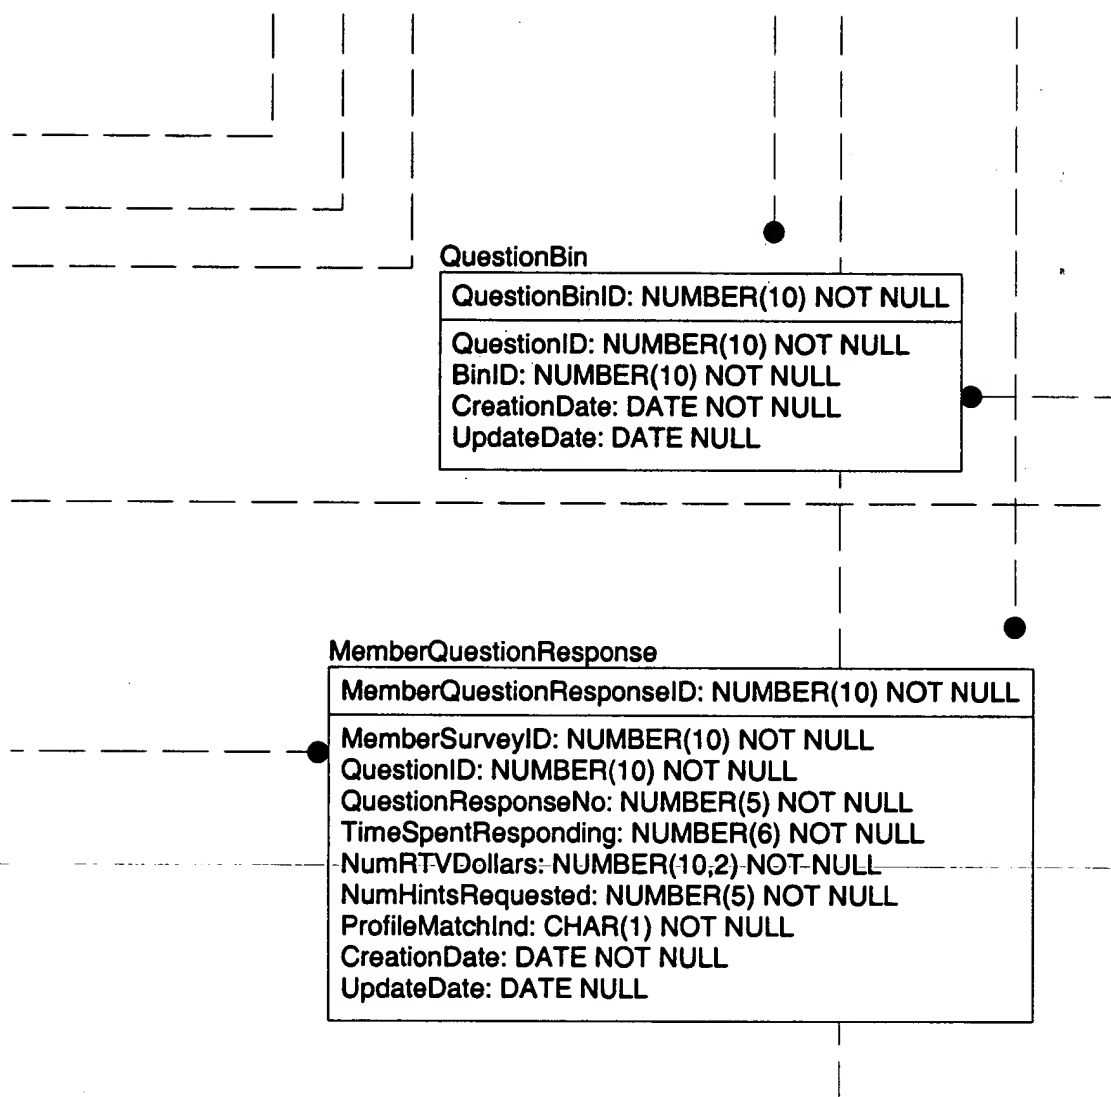 QuestionBin
QuestionBinID: NUMBER(10) NOT NULL
QuestionID: NUMBER(10) NOT NULL
BinID: NUMBER(10) NOT NULL
CreationDate: DATE NOT NULL
UpdateDate: DATE NULL
MemberQuestionResponse
MemberQuestionResponseID: NUMBER(10) NOT NULL
MemberSurveyID: NUMBER(10) NOT NULL
QuestionID: NUMBER(10) NOT NULL
QuestionResponseNo: NUMBER(5) NOT NULL
TimeSpentResponding: NUMBER(6) NOT NULL
NumRTVDollars: NUMBER(10,2) NOT NULL
NumHintsRequested: NUMBER(5) NOT NULL
ProfileMatchInd: CHAR(1) NOT NULL
CreationDate: DATE NOT NULL
UpdateDate: DATE NULL